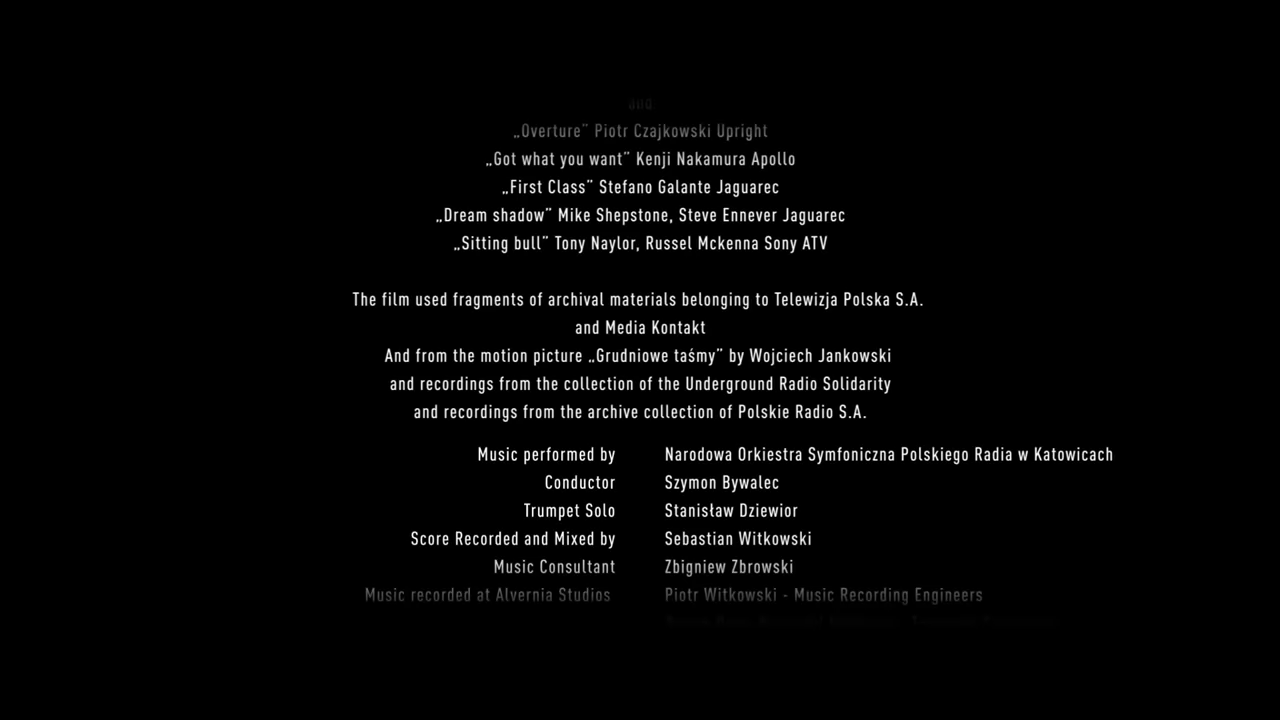 and
„Overture” Piotr Czajkowski Upright
„Got what you want” Kenji Nakamura Apollo
„First Class” Stefano Galante Jaguarec
„Dream shadow” Mike Shepstone, Steve Ennever Jaguarec
„Sitting bull” Tony Naylor, Russel Mckenna Sony ATV
The film used fragments of archival materials belonging to Telewizja Polska S.A.
and Media Kontakt
And from the motion picture „Grudniowe taśmy” by Wojciech Jankowski
and recordings from the collection of the Underground Radio Solidarity
and recordings from the archive collection of Polskie Radio S.A.
Music performed by Narodowa Orkiestra Symfoniczna Polskiego Radia w Katowicach
Conductor Szymon Bywalec
Trumpet Solo Stanisław Dziewior
Score Recorded and Mixed by Sebastian Witkowski
Music Consultant Zbigniew Zbrowski
Music recorded at Alvernia Studios Piotr Witkowski - Music Recording Engineers